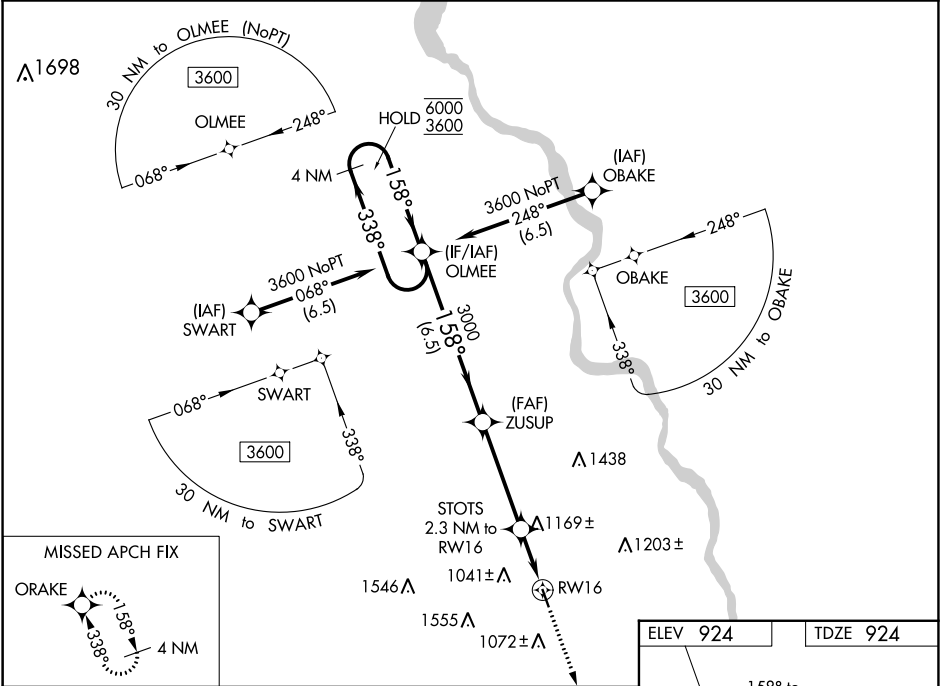 1698
30 NM to OLMEE (NoPT)
3600
OLMEE
068°
248°
HOLD
6000
3600
4 NM
158°
338°
(IF/IAF)
OLMEE
(IAF)
OBAKE
3600 NoPT
248°
(6.5)
(IAF)
SWART
3600 NoPT
068°
(6.5)
248°
OBAKE
3600
338°
30 NM to OBAKE
3000
158°
(6.5)
068°
SWART
3600
338°
30 NM to SWART
(FAF)
ZUSUP
1438
STOTS
2.3 NM to
RW16
1169±
1203±
1041±
1546
RW16
1555
1072±
MISSED APCH FIX
ORAKE
158°
338°
4 NM
ELEV 924
TDZE 924